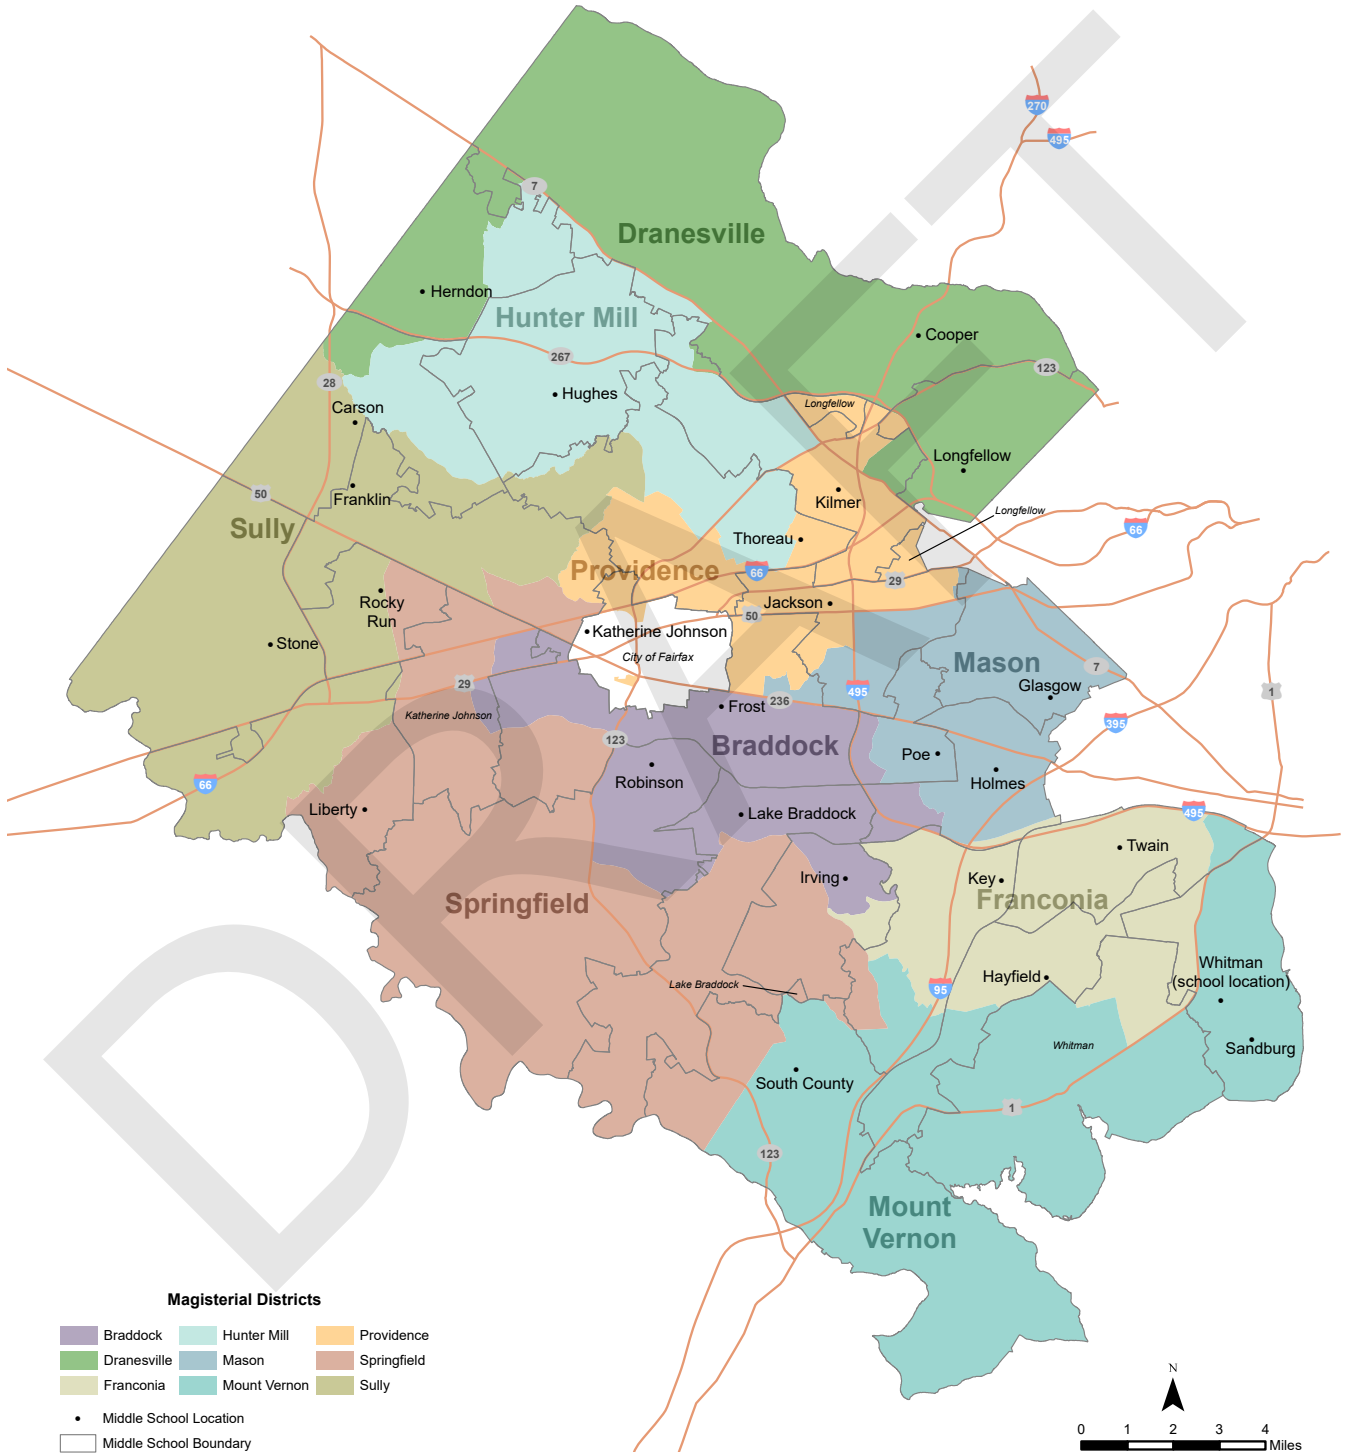 270
495
7
Dranesville
Herndon
Hunter Mill
Cooper
267
123
28
Hughes
Carson
Longfellow
Longfellow
50
Franklin
Kilmer
Sully
Longfellow
66
Thoreau
Providence
66
29
Rocky
Run
Jackson
50
Katherine Johnson
City of Fairfax
Stone
Mason
7
Glasgow
29
495
1
236
Frost
Katherine Johnson
395
123
Braddock
Poe
Robinson
Holmes
66
Liberty
Lake Braddock
495
Twain
Irving
Key
Springfield
Franconia
Whitman
(school location)
Hayfield
Lake Braddock
95
Whitman
Sandburg
South County
1
123
Mount
Vernon
DRAFT
Magisterial Districts
Braddock
Hunter Mill
Providence
Dranesville
Mason
Springfield
Franconia
Mount Vernon
Sully
Middle School Location
Middle School Boundary
N
0 1 2 3 4
Miles